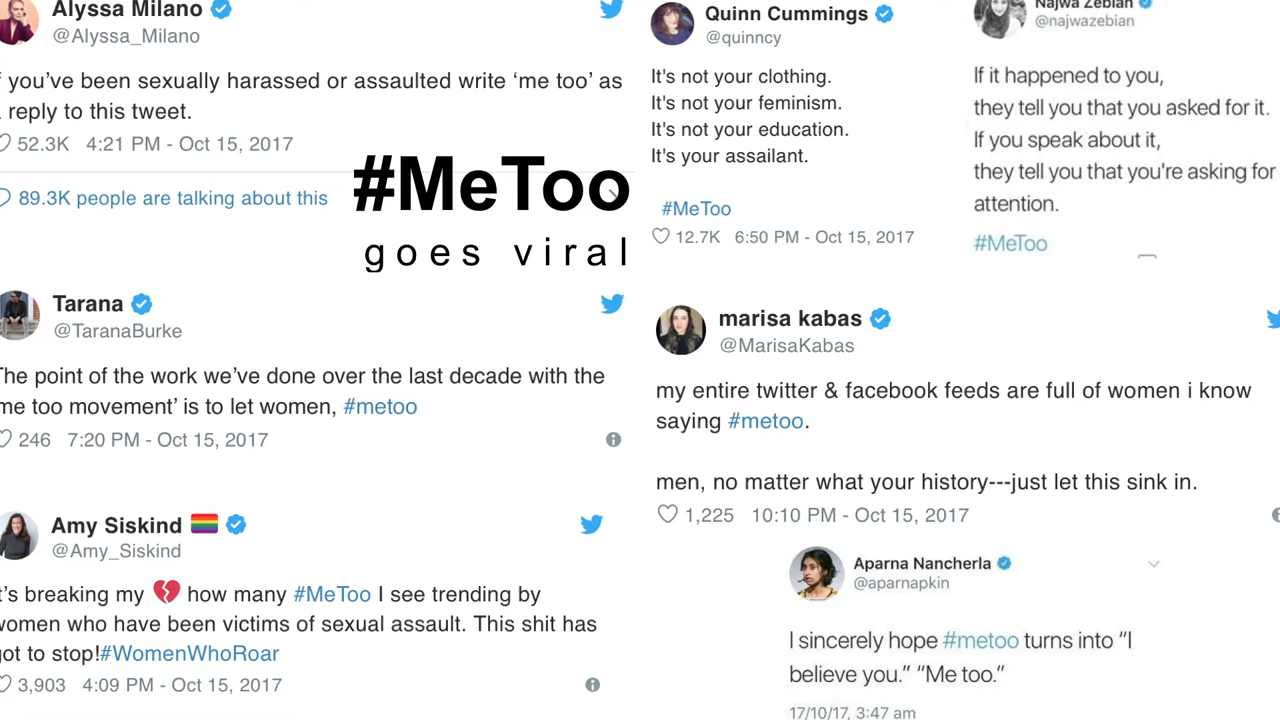 Alyssa Milano
@Alyssa_Milano
you’ve been sexually harassed or assaulted write ‘me too’ as
reply to this tweet.
52.3K 4:21 PM - Oct 15, 2017
89.3K people are talking about this
#MeToo
goes viral
Tarana
@TaranaBurke
The point of the work we’ve done over the last decade with the
me too movement’ is to let women, #metoo
246 7:20 PM - Oct 15, 2017
Amy Siskind
@Amy_Siskind
It’s breaking my how many #MeToo I see trending by
women who have been victims of sexual assault. This shit has
got to stop!#WomenWhoRoar
3,903 4:09 PM - Oct 15, 2017
Quinn Cummings
@quinncy
It's not your clothing.
It's not your feminism.
It's not your education.
It's your assailant.
#MeToo
12.7K 6:50 PM - Oct 15, 2017
Najwa Zebian
@najwazebian
If it happened to you,
they tell you that you asked for it.
If you speak about it,
they tell you that you're asking for
attention.
#MeToo
marisa kabas
@MarisaKabas
my entire twitter & facebook feeds are full of women i know
saying #metoo.
men, no matter what your history---just let this sink in.
1,225 10:10 PM - Oct 15, 2017
Aparna Nancherla
@aparnapkin
I sincerely hope #metoo turns into “I
believe you.” “Me too.”
17/10/17, 3:47 am